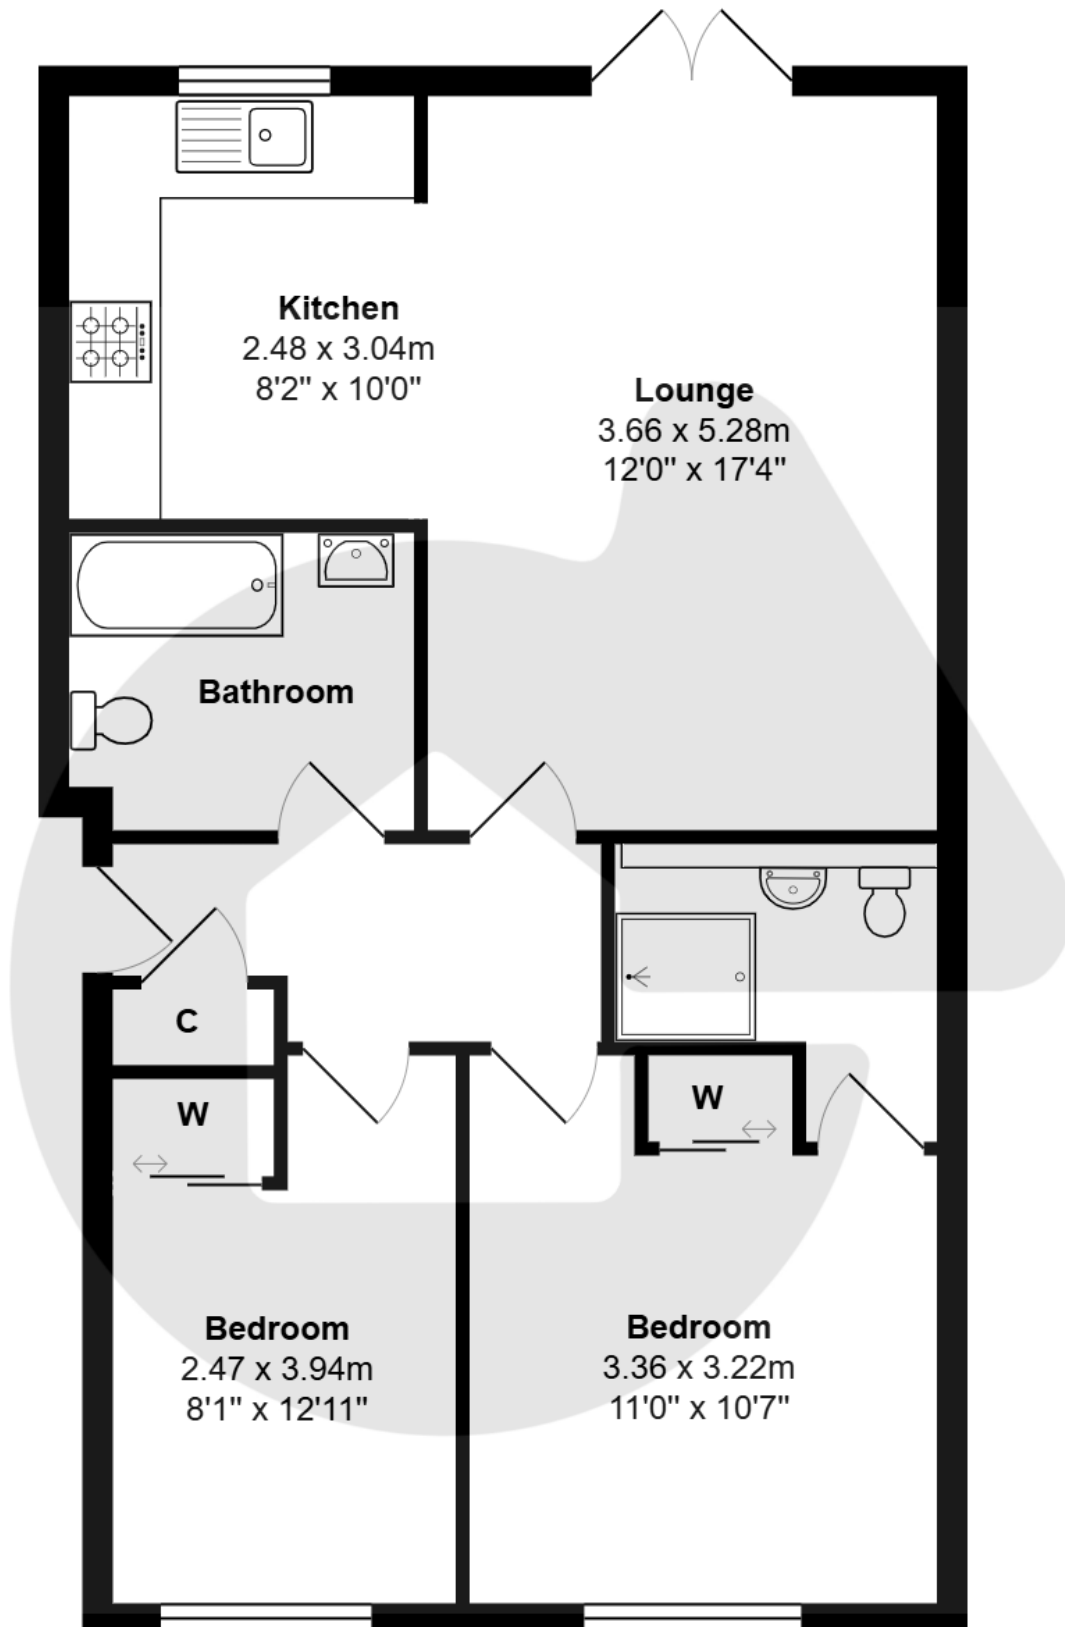 Kitchen
2.48 x 3.04m
8'2" x 10'0"
Lounge
3.66 x 5.28m
12'0" x 17'4"
Bathroom
C
W
W
Bedroom
2.47 x 3.94m
8'1" x 12'11"
Bedroom
3.36 x 3.22m
11'0" x 10'7"